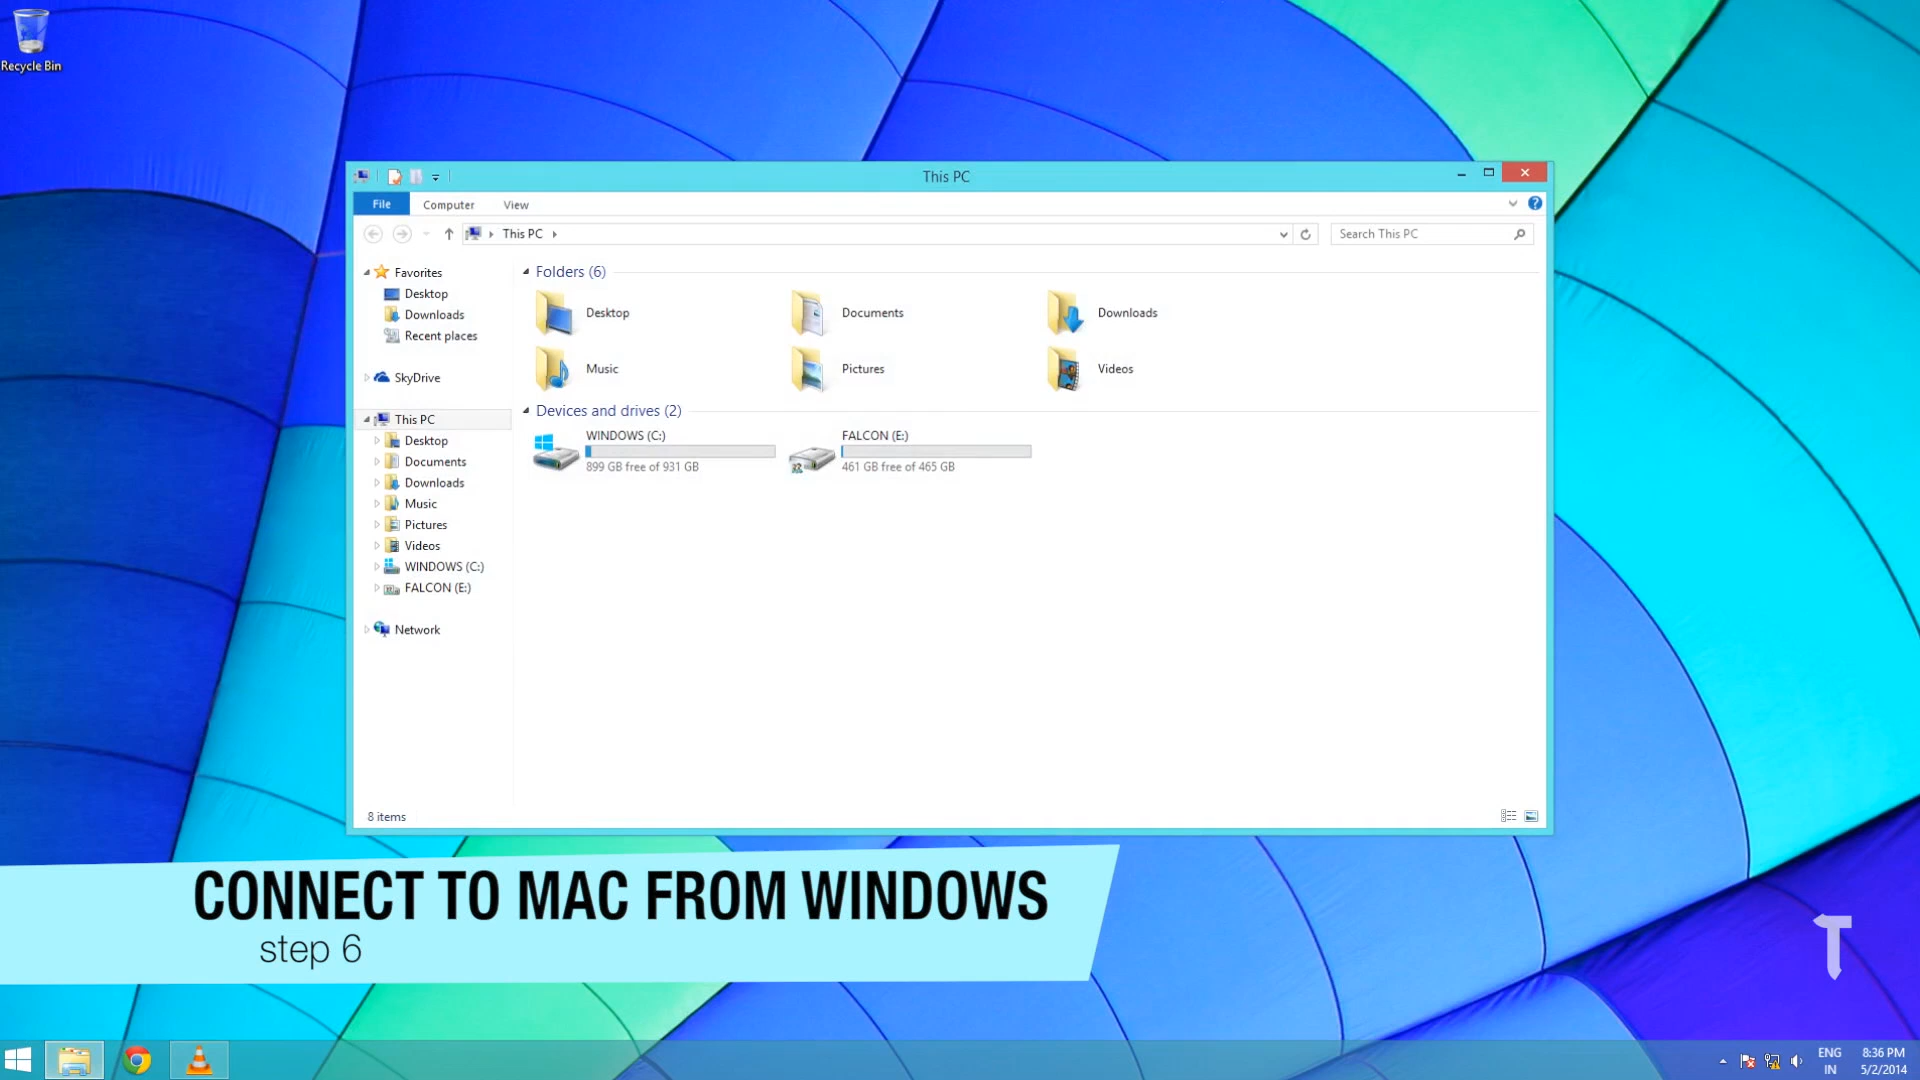 Recycle Bin
This PC
File
Computer
View
This PC
Search This PC
Favorites
Desktop
Downloads
Recent places
SkyDrive
This PC
Desktop
Documents
Downloads
Music
Pictures
Videos
WINDOWS (C:)
FALCON (E:)
Network
Folders (6)
Desktop
Documents
Downloads
Music
Pictures
Videos
Devices and drives (2)
WINDOWS (C:)
899 GB free of 931 GB
FALCON (E:)
461 GB free of 465 GB
8 items
CONNECT TO MAC FROM WINDOWS
step 6
T
ENG
IN
8:36 PM
5/2/2014